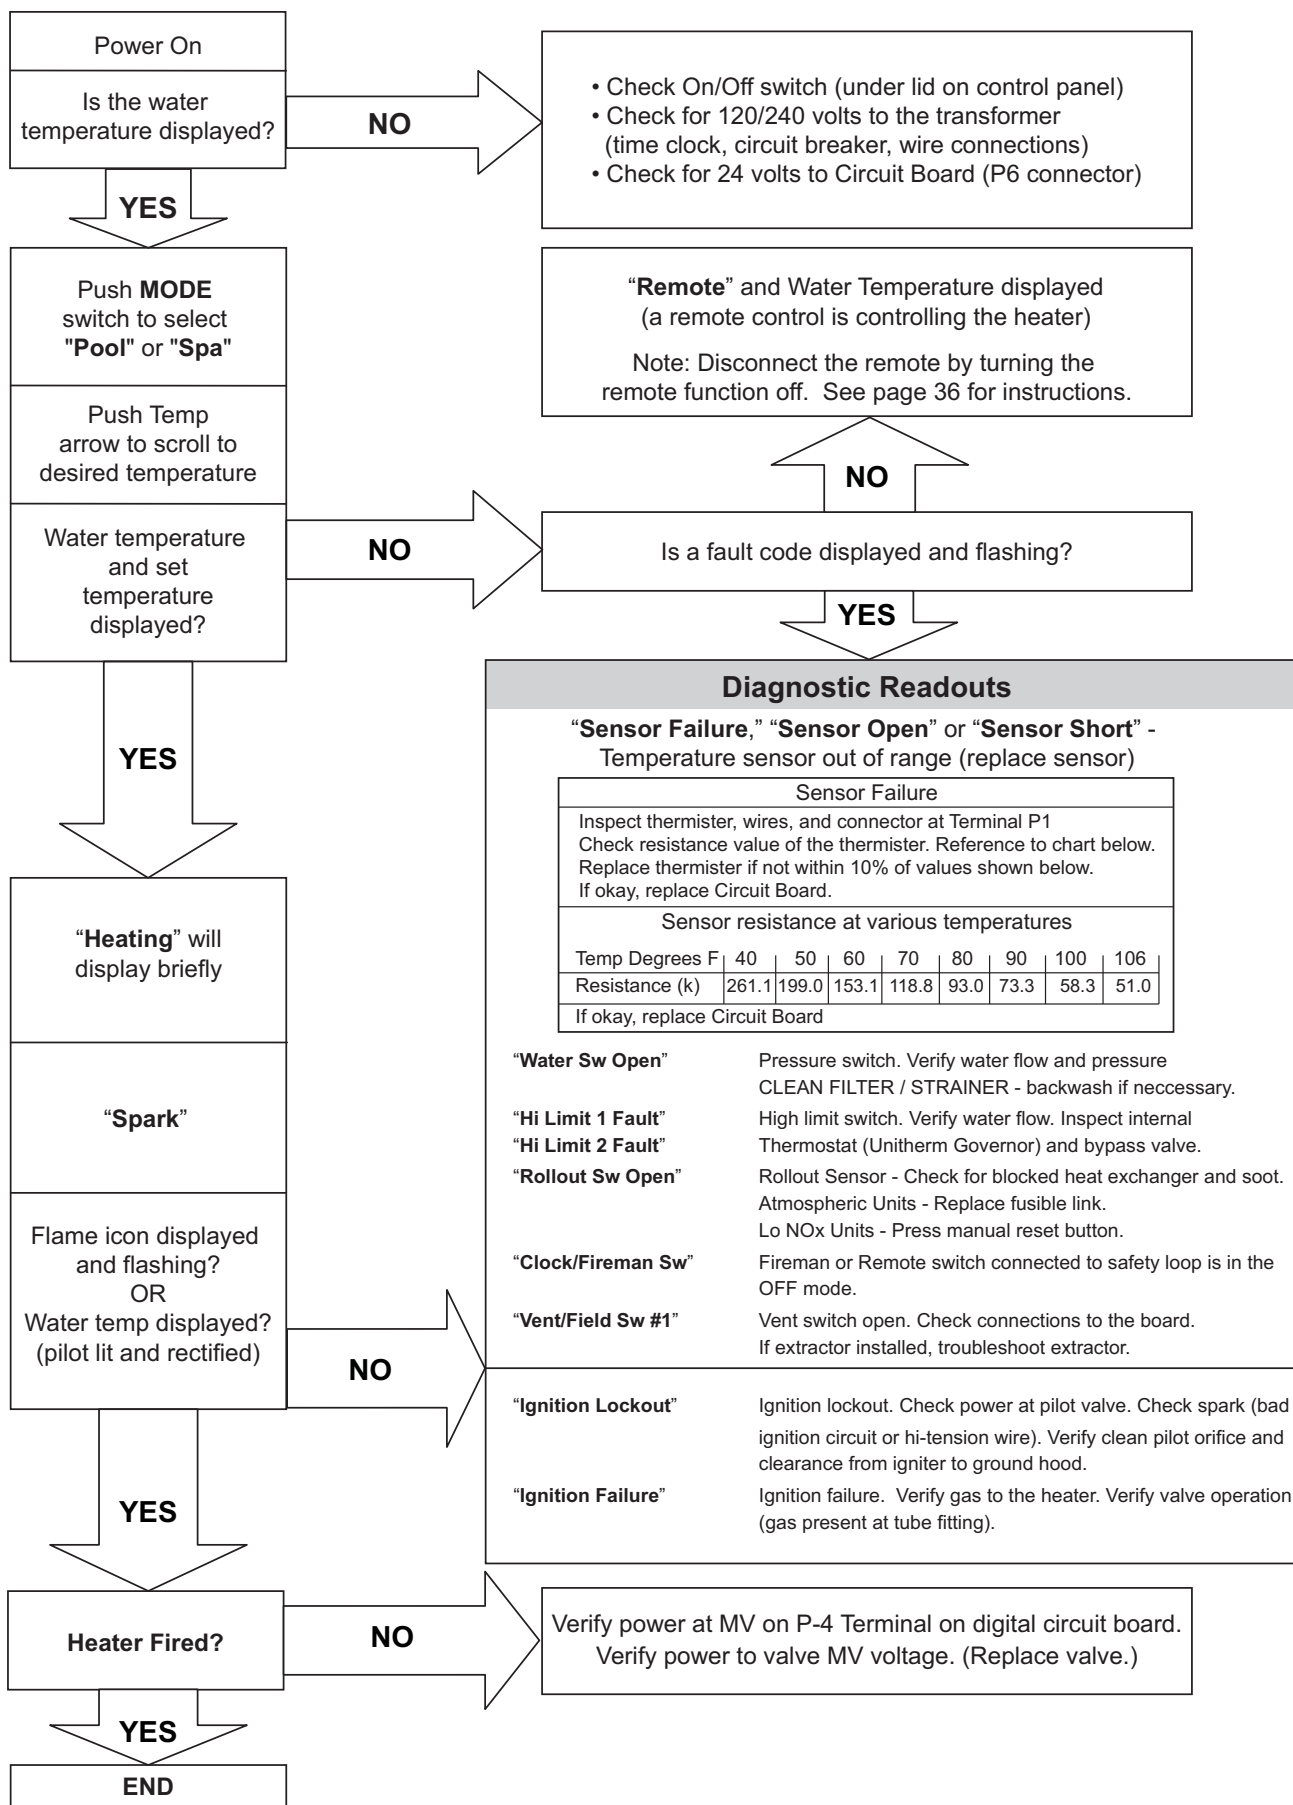 Power On
Is the water
temperature displayed?
NO
• Check On/Off switch (under lid on control panel)
• Check for 120/240 volts to the transformer
(time clock, circuit breaker, wire connections)
• Check for 24 volts to Circuit Board (P6 connector)
YES
Push MODE
switch to select
"Pool" or "Spa"
Push Temp
arrow to scroll to
desired temperature
Water temperature
and set
temperature
displayed?
NO
Is a fault code displayed and flashing?
NO
“Remote” and Water Temperature displayed
(a remote control is controlling the heater)
Note: Disconnect the remote by turning the
remote function off. See page 36 for instructions.
YES
Diagnostic Readouts
“Sensor Failure,” “Sensor Open” or “Sensor Short” -
Temperature sensor out of range (replace sensor)
Sensor Failure
Inspect thermister, wires, and connector at Terminal P1
Check resistance value of the thermister. Reference to chart below.
Replace thermister if not within 10% of values shown below.
If okay, replace Circuit Board.
Sensor resistance at various temperatures
Temp Degrees F 40 50 60 70 80 90 100 106
Resistance (k) 261.1 199.0 153.1 118.8 93.0 73.3 58.3 51.0
If okay, replace Circuit Board
“Water Sw Open” Pressure switch. Verify water flow and pressure
CLEAN FILTER / STRAINER - backwash if neccessary.
“Hi Limit 1 Fault” High limit switch. Verify water flow. Inspect internal
“Hi Limit 2 Fault” Thermostat (Unitherm Governor) and bypass valve.
“Rollout Sw Open” Rollout Sensor - Check for blocked heat exchanger and soot.
Atmospheric Units - Replace fusible link.
Lo NOx Units - Press manual reset button.
“Clock/Fireman Sw” Fireman or Remote switch connected to safety loop is in the
OFF mode.
“Vent/Field Sw #1” Vent switch open. Check connections to the board.
If extractor installed, troubleshoot extractor.
“Ignition Lockout” Ignition lockout. Check power at pilot valve. Check spark (bad
ignition circuit or hi-tension wire). Verify clean pilot orifice and
clearance from igniter to ground hood.
“Ignition Failure” Ignition failure. Verify gas to the heater. Verify valve operation
(gas present at tube fitting).
YES
“Heating” will
display briefly
“Spark”
Flame icon displayed
and flashing?
OR
Water temp displayed?
(pilot lit and rectified)
NO
YES
Heater Fired?
NO
Verify power at MV on P-4 Terminal on digital circuit board.
Verify power to valve MV voltage. (Replace valve.)
YES
END